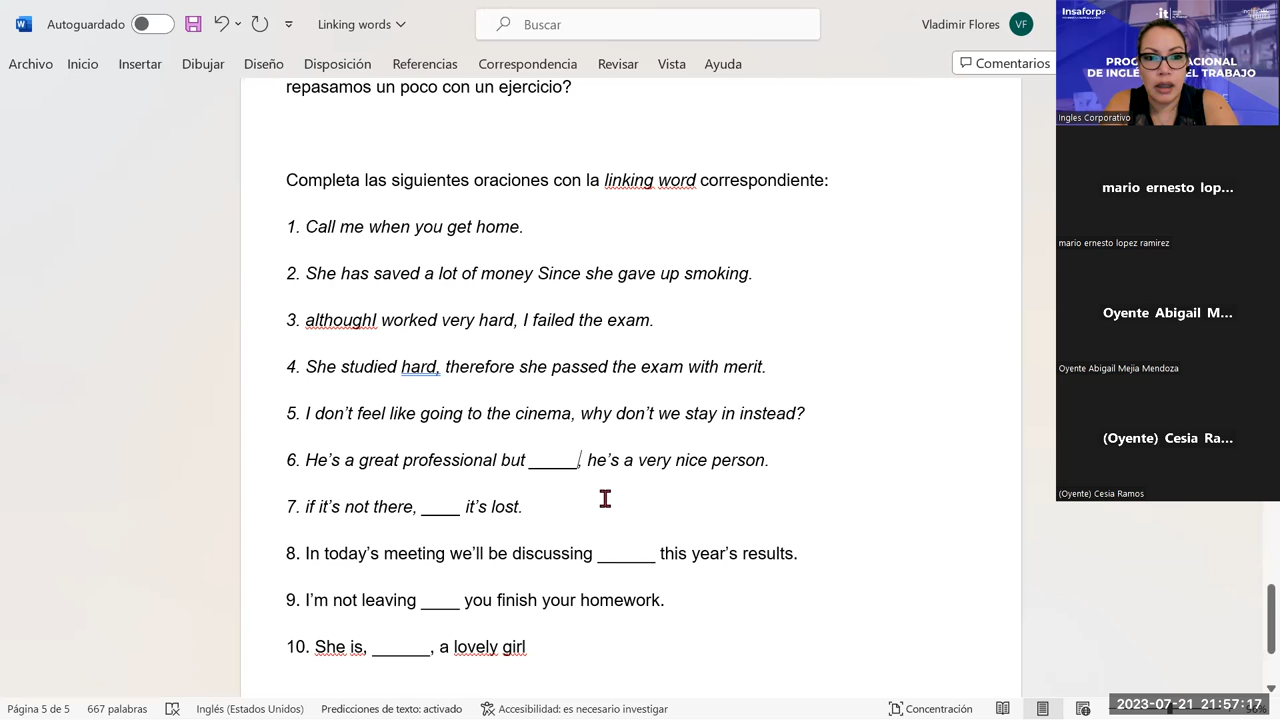 Autoguardado
Linking words
Buscar
Vladimir Flores
VF
Archivo Inicio Insertar Dibujar Diseño Disposición Referencias Correspondencia Revisar Vista Ayuda
Comentarios
repasamos un poco con un ejercicio?
Completa las siguientes oraciones con la linking word correspondiente:
1. Call me when you get home.
2. She has saved a lot of money Since she gave up smoking.
3. althoughI worked very hard, I failed the exam.
4. She studied hard, therefore she passed the exam with merit.
5. I don't feel like going to the cinema, why don't we stay in instead?
6. He's a great professional but ______, he's a very nice person.
7. if it's not there, ____ it's lost.
8. In today's meeting we'll be discussing ______ this year's results.
9. I'm not leaving ____ you finish your homework.
10. She is, ______, a lovely girl
Insaforp
Ingles Corporativo
mario ernesto lop...
mario ernesto lopez ramirez
Oyente Abigail M...
Oyente Abigail Mejia Mendoza
(Oyente) Cesia Ra...
(Oyente) Cesia Ramos
Página 5 de 5
667 palabras
Inglés (Estados Unidos)
Predicciones de texto: activado
Accesibilidad: es necesario investigar
Concentración
2023-07-21 21:57:17